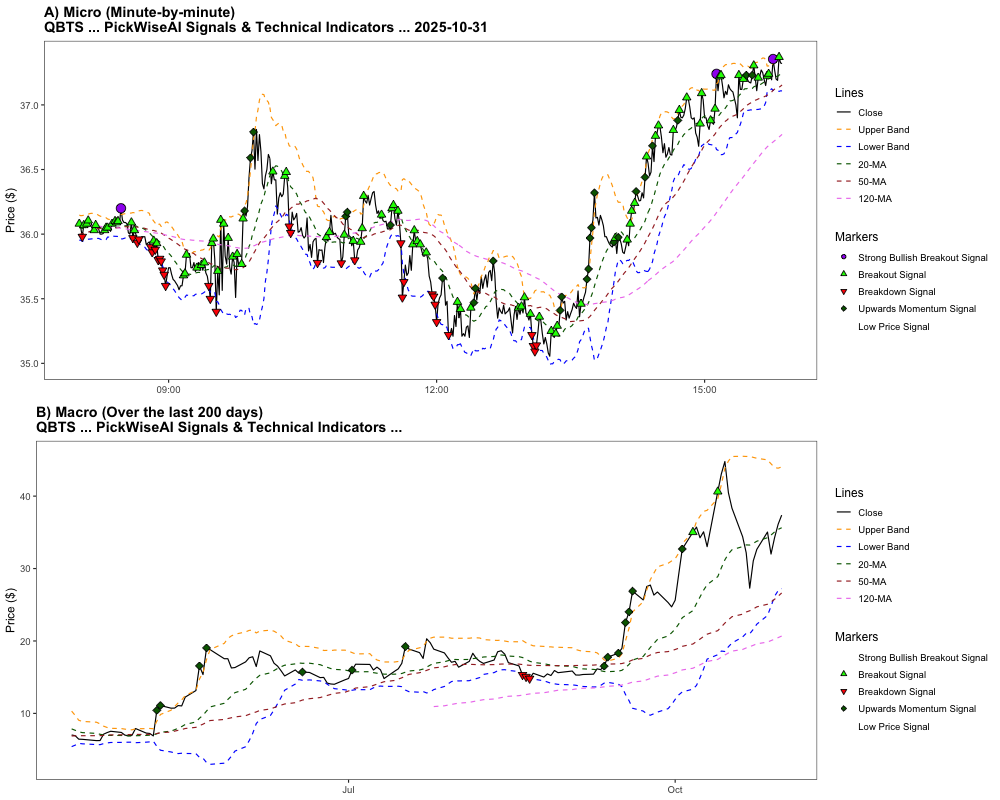 A) Micro (Minute-by-minute)
QBTS ... PickWiseAI Signals & Technical Indicators ... 2025-10-31
Price ($)
37.0
36.5
36.0
35.5
35.0
09:00
12:00
15:00
Lines
Close
Upper Band
Lower Band
20-MA
50-MA
120-MA
Markers
Strong Bullish Breakout Signal
Breakout Signal
Breakdown Signal
Upwards Momentum Signal
Low Price Signal
B) Macro (Over the last 200 days)
QBTS ... PickWiseAI Signals & Technical Indicators ...
Price ($)
40
30
20
10
Jul
Oct
Lines
Close
Upper Band
Lower Band
20-MA
50-MA
120-MA
Markers
Strong Bullish Breakout Signal
Breakout Signal
Breakdown Signal
Upwards Momentum Signal
Low Price Signal